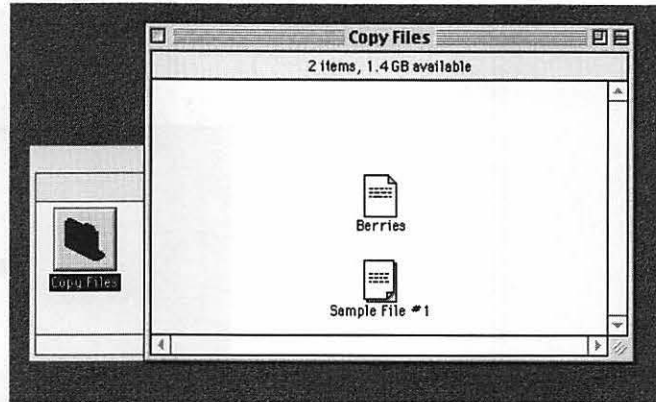 Copy Files
2 items, 1.4 GB available
Berries
Copy Files
Sample File #1